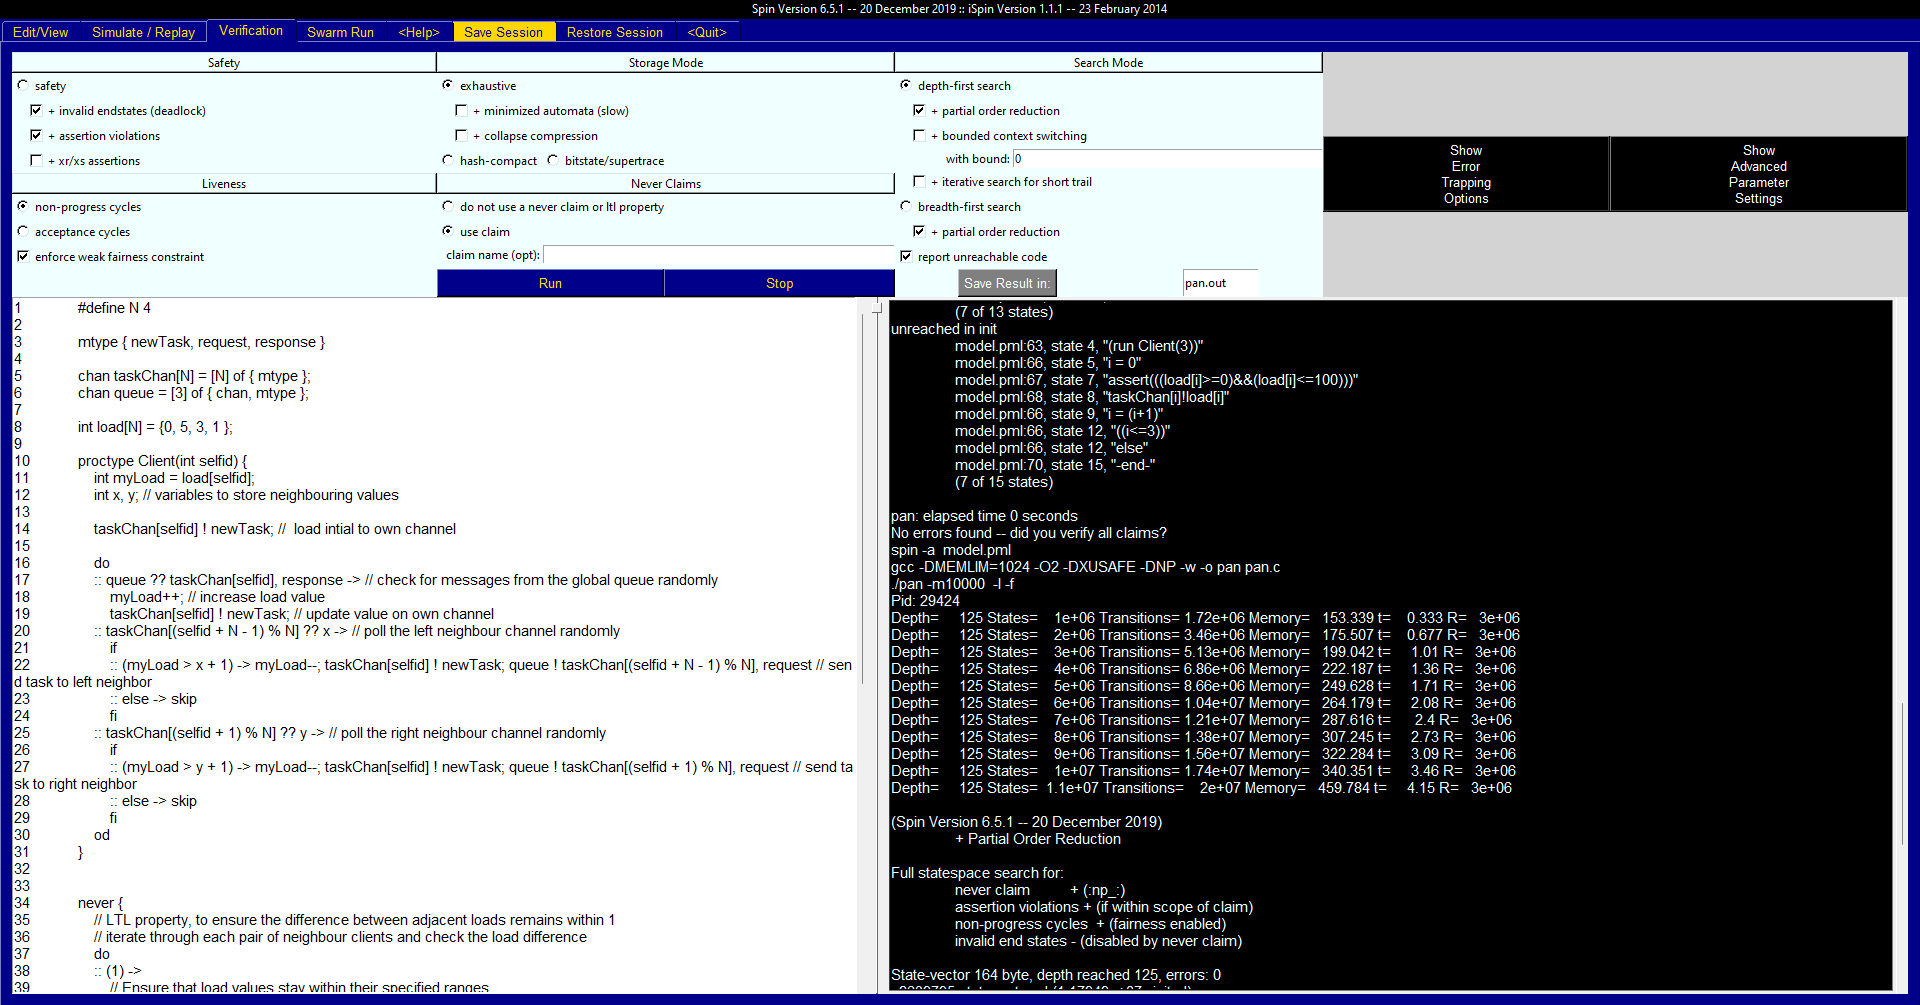 Spin Version 6.5.1 -- 20 December 2019 :: iSpin Version 1.1.1 -- 23 February 2014
Edit/View Simulate / Replay Verification Swarm Run <Help> Save Session Restore Session <Quit>
Safety
safety
+ invalid endstates (deadlock)
+ assertion violations
+ xr/xs assertions
Liveness
non-progress cycles
acceptance cycles
enforce weak fairness constraint
Storage Mode
exhaustive
+ minimized automata (slow)
+ collapse compression
hash-compact bitstate/supertrace
Never Claims
do not use a never claim or ltl property
use claim
claim name (opt):
Run Stop
Search Mode
depth-first search
+ partial order reduction
+ bounded context switching
with bound: 0
+ iterative search for short trail
breadth-first search
+ partial order reduction
report unreachable code
Save Result in: pan.out
Show
Error
Trapping
Options
Show
Advanced
Parameter
Settings
1 #define N 4
2
3 mtype { newTask, request, response }
4
5 chan taskChan[N] = [N] of { mtype };
6 chan queue = [3] of { chan, mtype };
7
8 int load[N] = {0, 5, 3, 1 };
9
10 proctype Client(int selfid) {
11 int myLoad = load[selfid];
12 int x, y; // variables to store neighbouring values
13
14 taskChan[selfid] ! newTask; // load intial to own channel
15
16 do
17 :: queue ?? taskChan[selfid], response -> // check for messages from the global queue randomly
18 myLoad++; // increase load value
19 taskChan[selfid] ! newTask; // update value on own channel
20 :: taskChan[(selfid + N - 1) % N] ?? x -> // poll the left neighbour channel randomly
21 if
22 :: (myLoad > x + 1) -> myLoad--; taskChan[selfid] ! newTask; queue ! taskChan[(selfid + N - 1) % N], request // sen
d task to left neighbor
23 :: else -> skip
24 fi
25 :: taskChan[(selfid + 1) % N] ?? y -> // poll the right neighbour channel randomly
26 if
27 :: (myLoad > y + 1) -> myLoad--; taskChan[selfid] ! newTask; queue ! taskChan[(selfid + 1) % N], request // send ta
sk to right neighbor
28 :: else -> skip
29 fi
30 od
31 }
32
33
34 never {
35 // LTL property, to ensure the difference between adjacent loads remains within 1
36 // iterate through each pair of neighbour clients and check the load difference
37 do
38 :: (1) ->
39 // Ensure that load values stay within their specified ranges
(7 of 13 states)
unreached in init
model.pml:63, state 4, "(run Client(3))"
model.pml:66, state 5, "i = 0"
model.pml:67, state 7, "assert(((load[i]>=0)&&(load[i]<=100)))"
model.pml:68, state 8, "taskChan[i]!load[i]"
model.pml:66, state 9, "i = (i+1)"
model.pml:66, state 12, "((i<=3))"
model.pml:66, state 12, "else"
model.pml:70, state 15, "-end-"
(7 of 15 states)
pan: elapsed time 0 seconds
No errors found -- did you verify all claims?
spin -a model.pml
gcc -DMEMLIM=1024 -O2 -DXUSAFE -DNP -w -o pan pan.c
./pan -m10000 -l -f
Pid: 29424
Depth= 125 States= 1e+06 Transitions= 1.72e+06 Memory= 153.339 t= 0.333 R= 3e+06
Depth= 125 States= 2e+06 Transitions= 3.46e+06 Memory= 175.507 t= 0.677 R= 3e+06
Depth= 125 States= 3e+06 Transitions= 5.13e+06 Memory= 199.042 t= 1.01 R= 3e+06
Depth= 125 States= 4e+06 Transitions= 6.86e+06 Memory= 222.187 t= 1.36 R= 3e+06
Depth= 125 States= 5e+06 Transitions= 8.66e+06 Memory= 249.628 t= 1.71 R= 3e+06
Depth= 125 States= 6e+06 Transitions= 1.04e+07 Memory= 264.179 t= 2.08 R= 3e+06
Depth= 125 States= 7e+06 Transitions= 1.21e+07 Memory= 287.616 t= 2.4 R= 3e+06
Depth= 125 States= 8e+06 Transitions= 1.38e+07 Memory= 307.245 t= 2.73 R= 3e+06
Depth= 125 States= 9e+06 Transitions= 1.56e+07 Memory= 322.284 t= 3.09 R= 3e+06
Depth= 125 States= 1e+07 Transitions= 1.74e+07 Memory= 340.351 t= 3.46 R= 3e+06
Depth= 125 States= 1.1e+07 Transitions= 2e+07 Memory= 459.784 t= 4.15 R= 3e+06
(Spin Version 6.5.1 -- 20 December 2019)
+ Partial Order Reduction
Full statespace search for:
never claim + (:np_:)
assertion violations + (if within scope of claim)
non-progress cycles + (fairness enabled)
invalid end states - (disabled by never claim)
State-vector 164 byte, depth reached 125, errors: 0